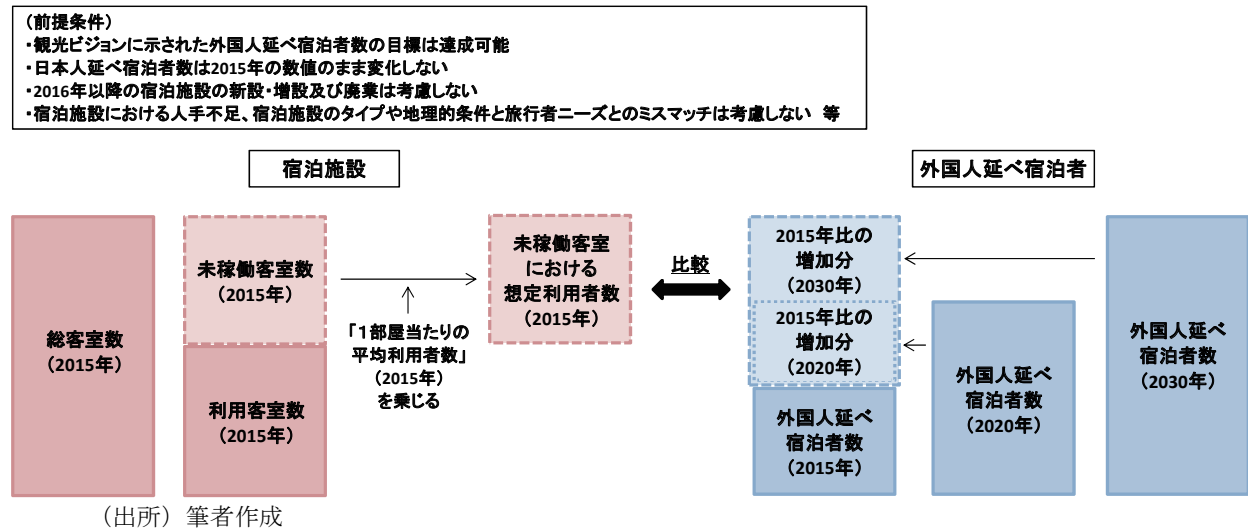 (前提条件)
・観光ビジョンに示された外国人延べ宿泊者数の目標は達成可能
・日本人延べ宿泊者数は2015年の数値のまま変化しない
・2016年以降の宿泊施設の新設・増設及び廃業は考慮しない
・宿泊施設における人手不足、宿泊施設のタイプや地理的条件と旅行者ニーズとのミスマッチは考慮しない 等
宿泊施設
外国人延べ宿泊者
総客室数
(2015年)
未稼働客室数
(2015年)
利用客室数
(2015年)
「1部屋当たりの
平均利用者数」
(2015年)
を乗じる
未稼働客室
における
想定利用者数
(2015年)
比較
2015年比の
増加分
(2030年)
2015年比の
増加分
(2020年)
外国人延べ
宿泊者数
(2015年)
外国人延べ
宿泊者数
(2020年)
外国人延べ
宿泊者数
(2030年)
(出所)筆者作成